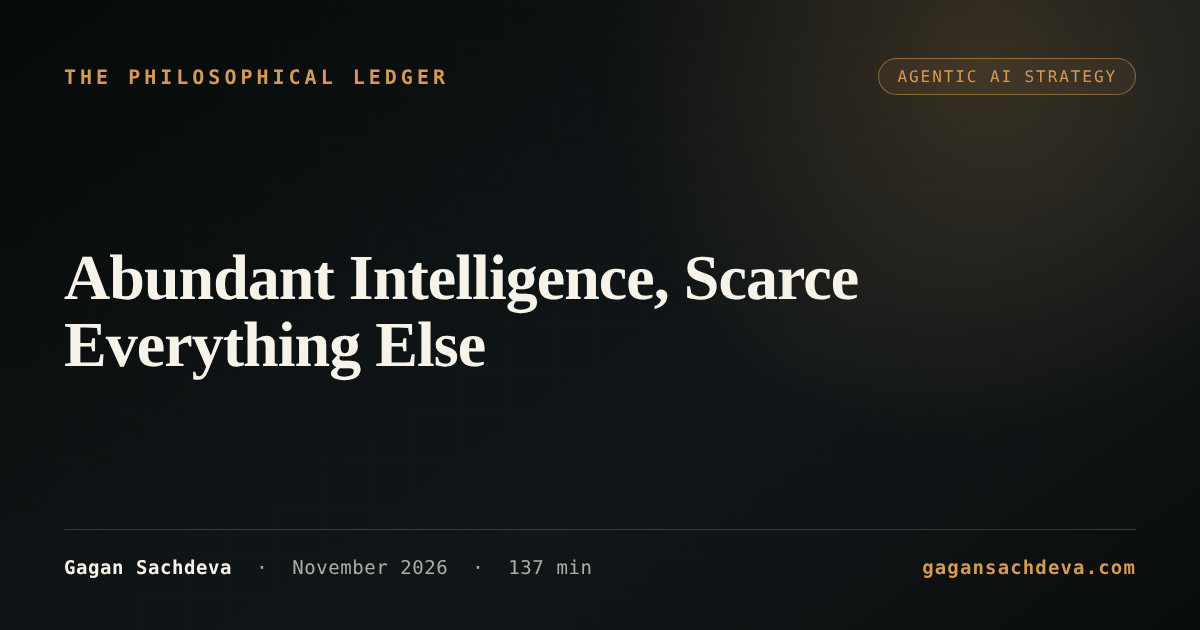 THE PHILOSOPHICAL LEDGER
AGENTIC AI STRATEGY
Abundant Intelligence, Scarce
Everything Else
Gagan Sachdeva · November 2026 · 137 min
gagansachdeva.com